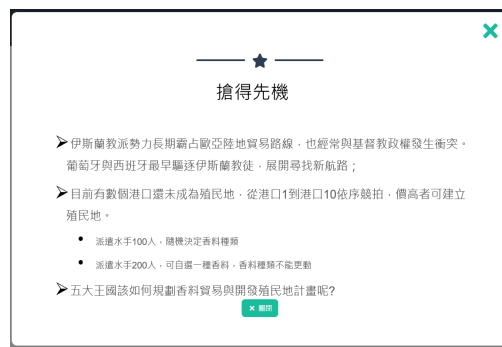 搶得先機
伊斯蘭教派勢力長期霸占歐亞陸地貿易路線，也經常與基督教政權發生衝突。
葡萄牙與西班牙最早驅逐伊斯蘭教徒，展開尋找新航路；
目前有數個港口還未成為殖民地，從港口1到港口10依序競拍，價高者可建立
殖民地。
派遣水手100人，隨機決定香料種類
派遣水手200人，可自選一種香料，香料種類不能更動
五大王國該如何規劃香料貿易與開發殖民地計畫呢?
× 關閉